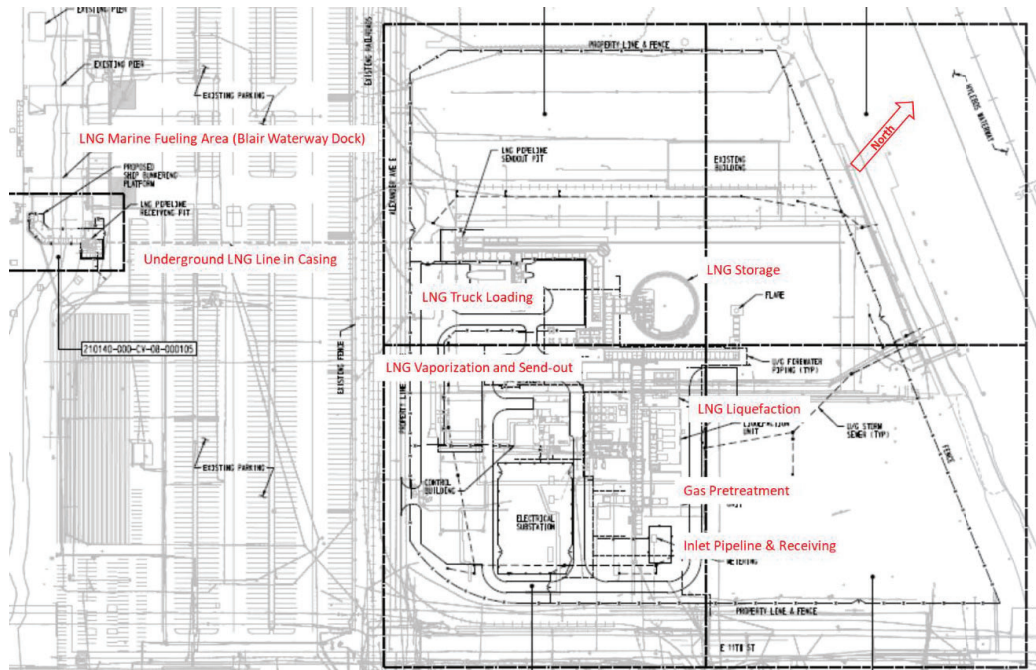 EXISTING PIER
EXISTING RAILROADS
PROPERTY LINE & FENCE
EXISTING PIER
EXISTING PARKING
HYLEBOS WATERWAY
North
LNG Marine Fueling Area (Blair Waterway Dock)
LNG PIPELINE
SENDOUT PIT
EXISTING
BUILDING
PROPOSED
SHIP BUNKERING
PLATFORM
ALEXANDER AVE E
LNG PIPELINE
RECEIVING PIT
Underground LNG Line in Casing
LNG Storage
LNG Truck Loading
FLARE
210140-000-CV-08-000105
EXISTING FENCE
LNG Vaporization and Send-out
U/G FIREWATER
PIPING (TYP)
PROPERTY LINE
LNG Liquefaction
UNIT
U/G STORM
SEWER (TYP)
FENCE
EXISTING PARKING
CONTROL
BUILDING
Gas Pretreatment
ELECTRICAL
SUBSTATION
Inlet Pipeline & Receiving
METERING
PROPERTY LINE & FENCE
E 11TH ST